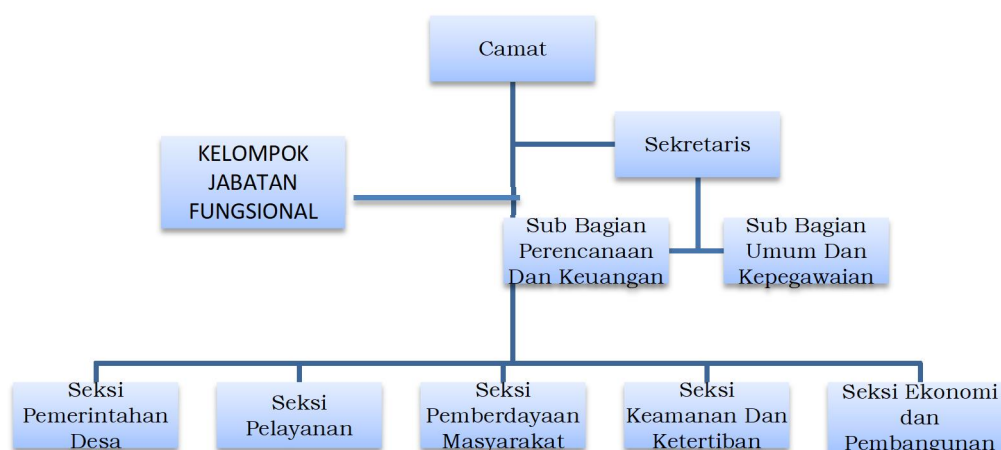 Camat
Sekretaris
KELOMPOK
JABATAN
FUNGSIONAL
Sub Bagian
Perencanaan
Dan Keuangan
Sub Bagian
Umum Dan
Kepegawaian
Seksi
Pemerintahan
Desa
Seksi
Pelayanan
Seksi
Pemberdayaan
Masyarakat
Seksi
Keamanan Dan
Ketertiban
Seksi Ekonomi
dan
Pembangunan